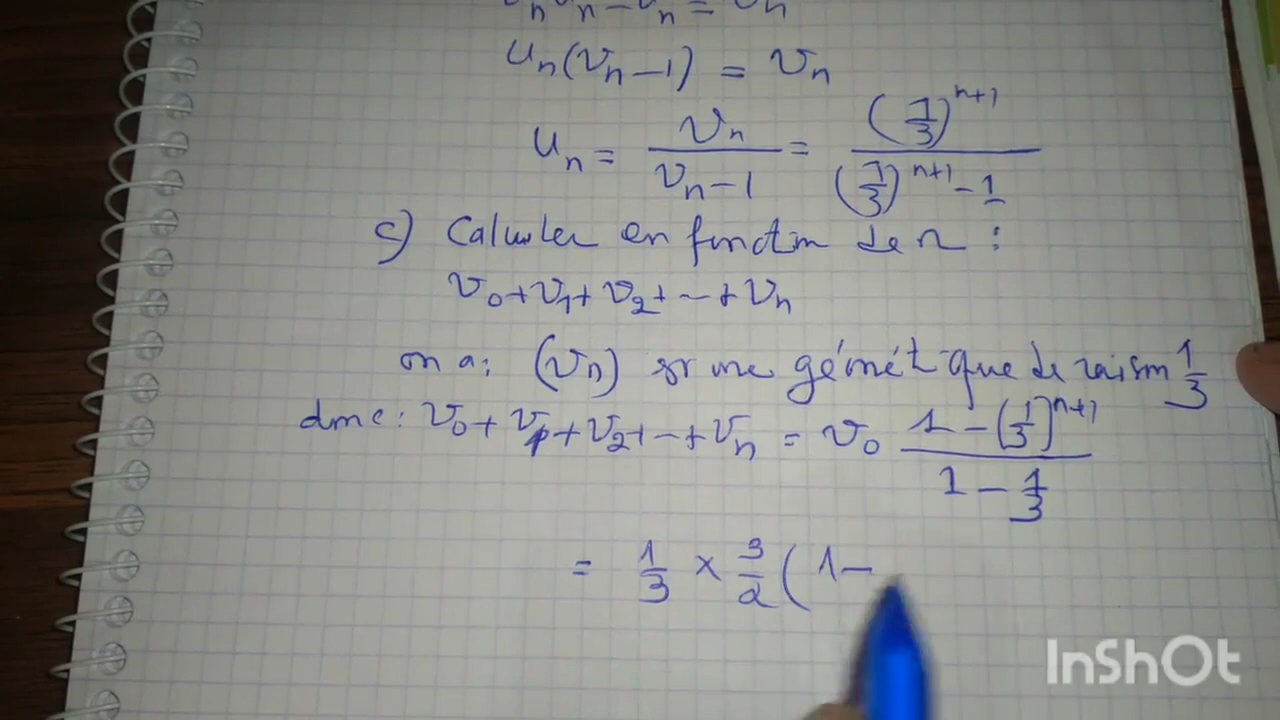 uₙ(vₙ-1) = vₙ
uₙ = vₙ/(vₙ-1) = (1/3)ⁿ⁺¹/((1/3)ⁿ⁺¹-1)
c) Calculer en fonction de n :
v₀+v₁+v₂+--+vₙ
on a: (vₙ) est une géométrique de raison 1/3
donc: v₀+v₁+v₂+--+vₙ = v₀ (1-(1/3)ⁿ⁺¹)/(1-1/3)
= 1/3 × 3/2 (1-
InShOt